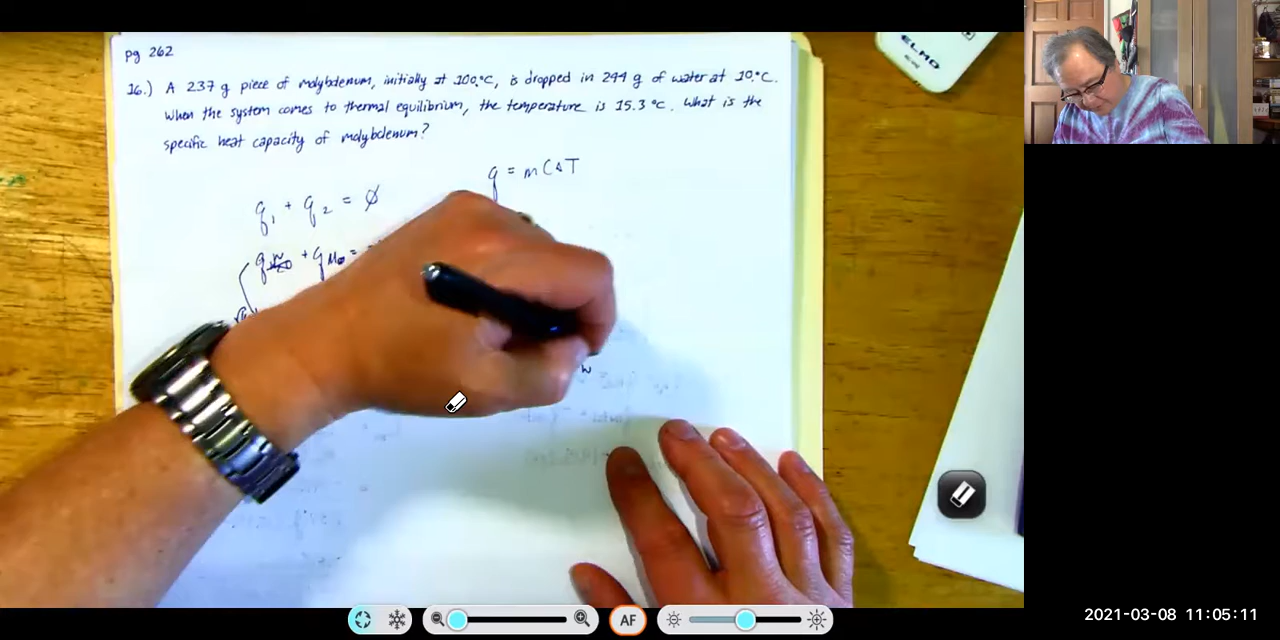 pg 262
16.) A 237 g piece of molybdenum, initially at 100.°C, is dropped in 244 g of water at 10.°C.
When the system comes to thermal equilibrium, the temperature is 15.3 °C. What is the
specific heat capacity of molybdenum?
q = mCΔT
q₁ + q₂ = ∅
q + q Mo =
w
ELMO
AF
2021-03-08 11:05:11